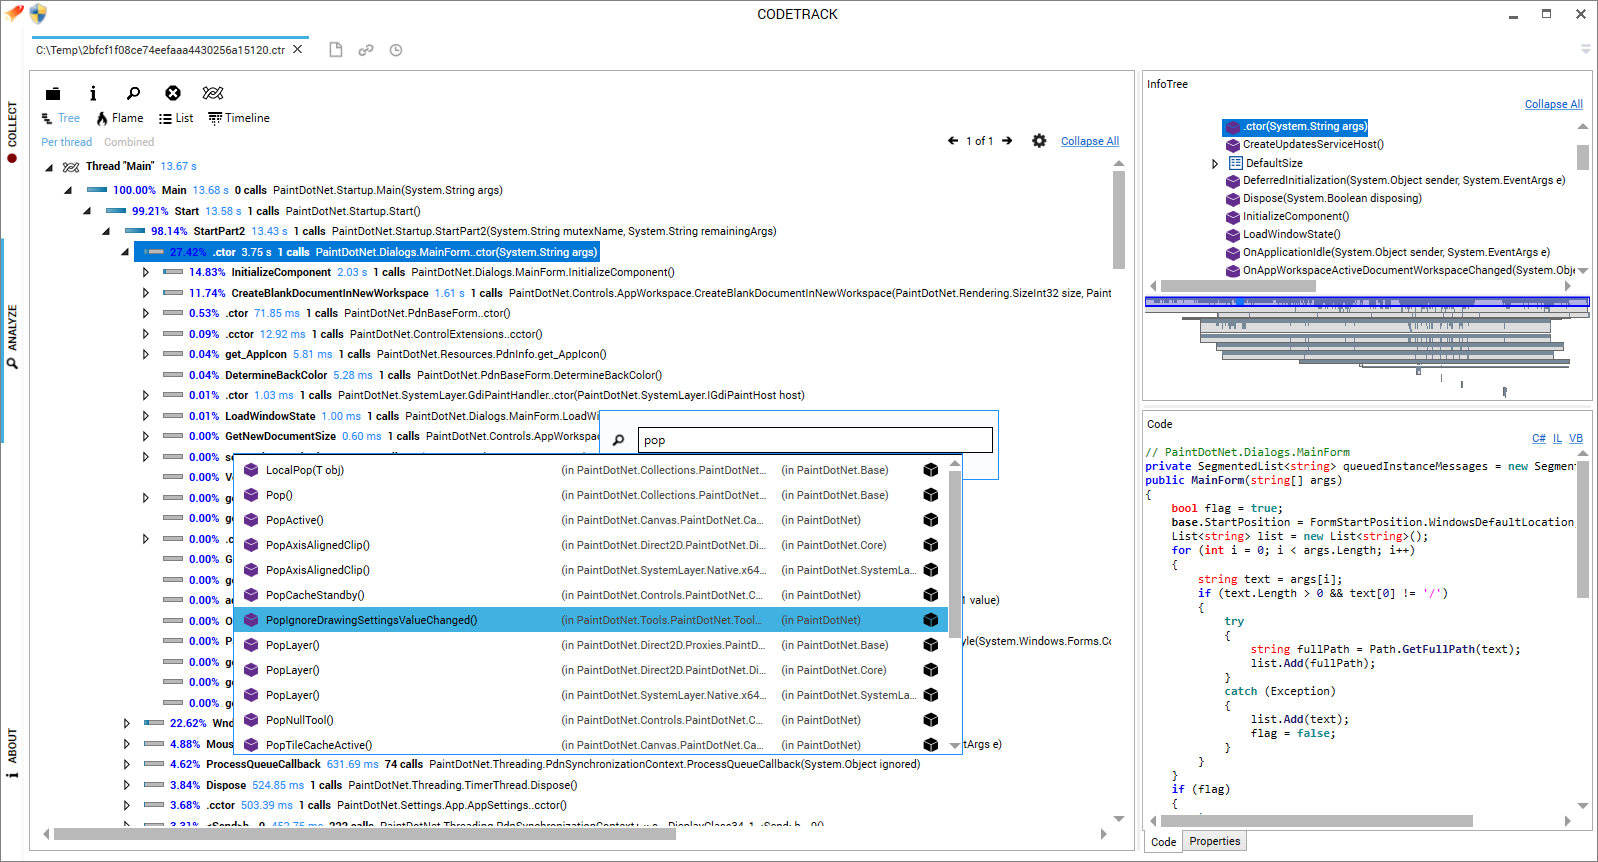 CODETRACK
C:\Temp\2bfcf1f08ce74eefaaa4430256a15120.ctr
COLLECT
ANALYZE
ABOUT
Tree Flame List Timeline
Per thread Combined
1 of 1 Collapse All
Thread "Main" 13.67 s
100.00% Main 13.68 s 0 calls PaintDotNet.Startup.Main(System.String args)
99.21% Start 13.58 s 1 calls PaintDotNet.Startup.Start()
98.14% StartPart2 13.43 s 1 calls PaintDotNet.Startup.StartPart2(System.String mutexName, System.String remainingArgs)
27.42% .ctor 3.75 s 1 calls PaintDotNet.Dialogs.MainForm..ctor(System.String args)
14.83% InitializeComponent 2.03 s 1 calls PaintDotNet.Dialogs.MainForm.InitializeComponent()
11.74% CreateBlankDocumentInNewWorkspace 1.61 s 1 calls PaintDotNet.Controls.AppWorkspace.CreateBlankDocumentInNewWorkspace(PaintDotNet.Rendering.SizeInt32 size, Paint
0.53% .ctor 71.85 ms 1 calls PaintDotNet.PdnBaseForm..ctor()
0.09% .cctor 12.92 ms 1 calls PaintDotNet.ControlExtensions..cctor()
0.04% get_AppIcon 5.81 ms 1 calls PaintDotNet.Resources.PdnInfo.get_AppIcon()
0.04% DetermineBackColor 5.28 ms 1 calls PaintDotNet.PdnBaseForm.DetermineBackColor()
0.01% .ctor 1.03 ms 1 calls PaintDotNet.SystemLayer.GdiPaintHandler..ctor(PaintDotNet.SystemLayer.IGdiPaintHost host)
0.01% LoadWindowState 1.00 ms 1 calls PaintDotNet.Dialogs.MainForm.LoadWi
0.00% GetNewDocumentSize 0.60 ms 1 calls PaintDotNet.Controls.AppWorkspac
pop
0.00%
0.00%
0.00% ge
0.00% ge
0.00% .c
0.00% G
0.00% ge
0.00% value)
0.00% O
0.00% P yle(System.Windows.Forms.Cc
0.00% ge
0.00% ge
0.00% ge
LocalPop(T obj) (in PaintDotNet.Collections.PaintDotNet... (in PaintDotNet.Base)
Pop() (in PaintDotNet.Collections.PaintDotNet... (in PaintDotNet.Base)
PopActive() (in PaintDotNet.Canvas.PaintDotNet.Ca... (in PaintDotNet)
PopAxisAlignedClip() (in PaintDotNet.Direct2D.PaintDotNet.Di... (in PaintDotNet.Core)
PopAxisAlignedClip() (in PaintDotNet.SystemLayer.Native.x64... (in PaintDotNet.SystemLa...
PopCacheStandby() (in PaintDotNet.Controls.PaintDotNet.C... (in PaintDotNet)
PopIgnoreDrawingSettingsValueChanged() (in PaintDotNet.Tools.PaintDotNet.Tool... (in PaintDotNet)
PopLayer() (in PaintDotNet.Direct2D.Proxies.PaintD... (in PaintDotNet.Base)
PopLayer() (in PaintDotNet.Direct2D.PaintDotNet.Di... (in PaintDotNet.Core)
PopLayer() (in PaintDotNet.SystemLayer.Native.x64... (in PaintDotNet.SystemLa...
PopNullTool() (in PaintDotNet.Controls.PaintDotNet.C... (in PaintDotNet)
PopTileCacheActive() (in PaintDotNet.Canvas.PaintDotNet.Ca... (in PaintDotNet)
22.62% Wnd
4.88% Mous tArgs e)
4.62% ProcessQueueCallback 631.69 ms 74 calls PaintDotNet.Threading.PdnSynchronizationContext.ProcessQueueCallback(System.Object ignored)
3.84% Dispose 524.85 ms 1 calls PaintDotNet.Threading.TimerThread.Dispose()
3.68% .cctor 503.39 ms 1 calls PaintDotNet.Settings.App.AppSettings..cctor()
InfoTree
Collapse All
.ctor(System.String args)
CreateUpdatesServiceHost()
DefaultSize
DeferredInitialization(System.Object sender, System.EventArgs e)
Dispose(System.Boolean disposing)
InitializeComponent()
LoadWindowState()
OnApplicationIdle(System.Object sender, System.EventArgs e)
OnAppWorkspaceActiveDocumentWorkspaceChanged(System.Obje
Code
C# IL VB
// PaintDotNet.Dialogs.MainForm
private SegmentedList<string> queuedInstanceMessages = new Segment
public MainForm(string[] args)
{
bool flag = true;
base.StartPosition = FormStartPosition.WindowsDefaultLocation
List<string> list = new List<string>();
for (int i = 0; i < args.Length; i++)
{
string text = args[i];
if (text.Length > 0 && text[0] != '/')
{
try
{
string fullPath = Path.GetFullPath(text);
list.Add(fullPath);
}
catch (Exception)
{
list.Add(text);
flag = false;
}
}
}
if (flag)
{
Code Properties